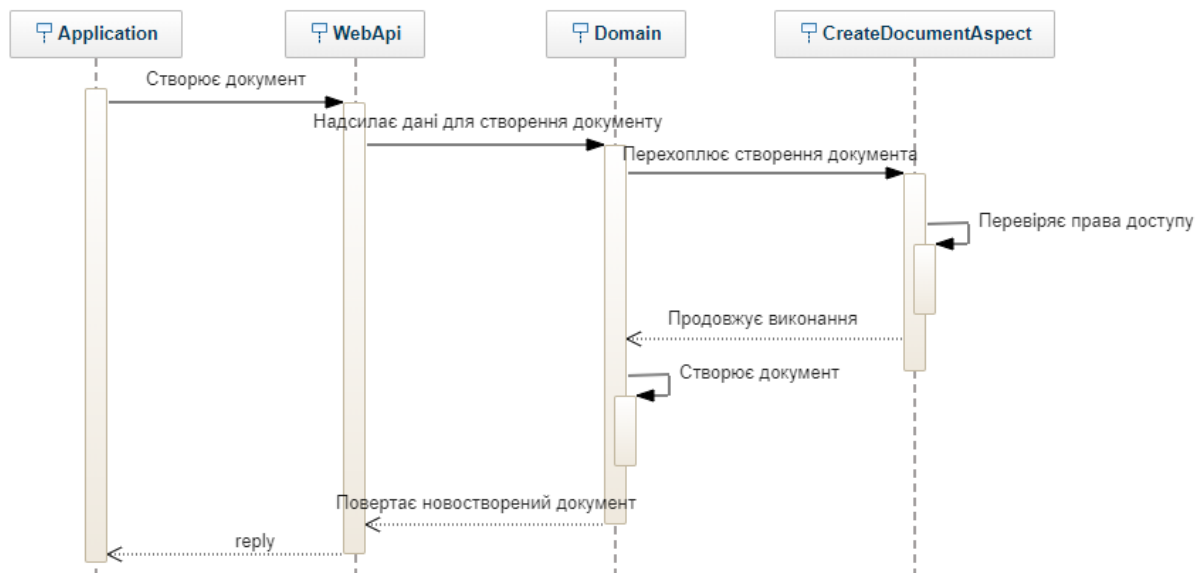 Application
WebApi
Domain
CreateDocumentAspect
Створює документ
Надсилає дані для створення документу
Перехоплює створення документа
Перевіряє права доступу
Продовжує виконання
Створює документ
Повертає новостворений документ
reply